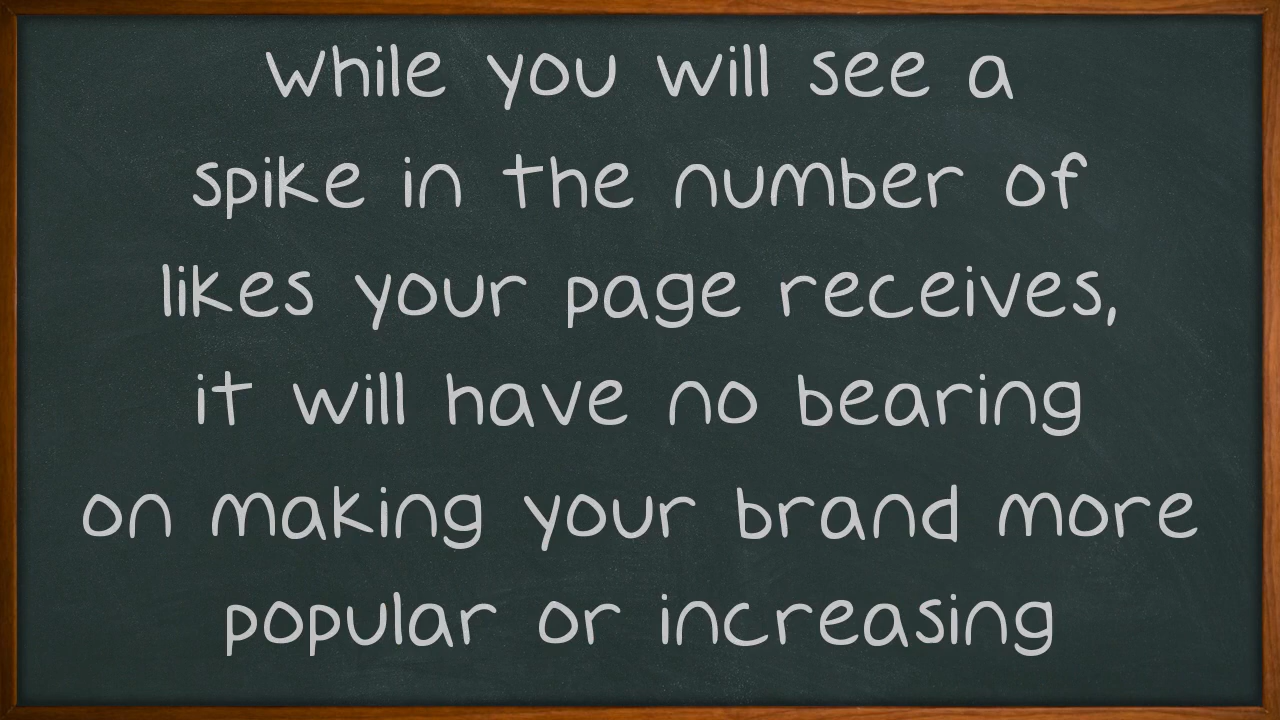 While you will see a
spike in the number of
likes your page receives,
it will have no bearing
on making your brand more
popular or increasing